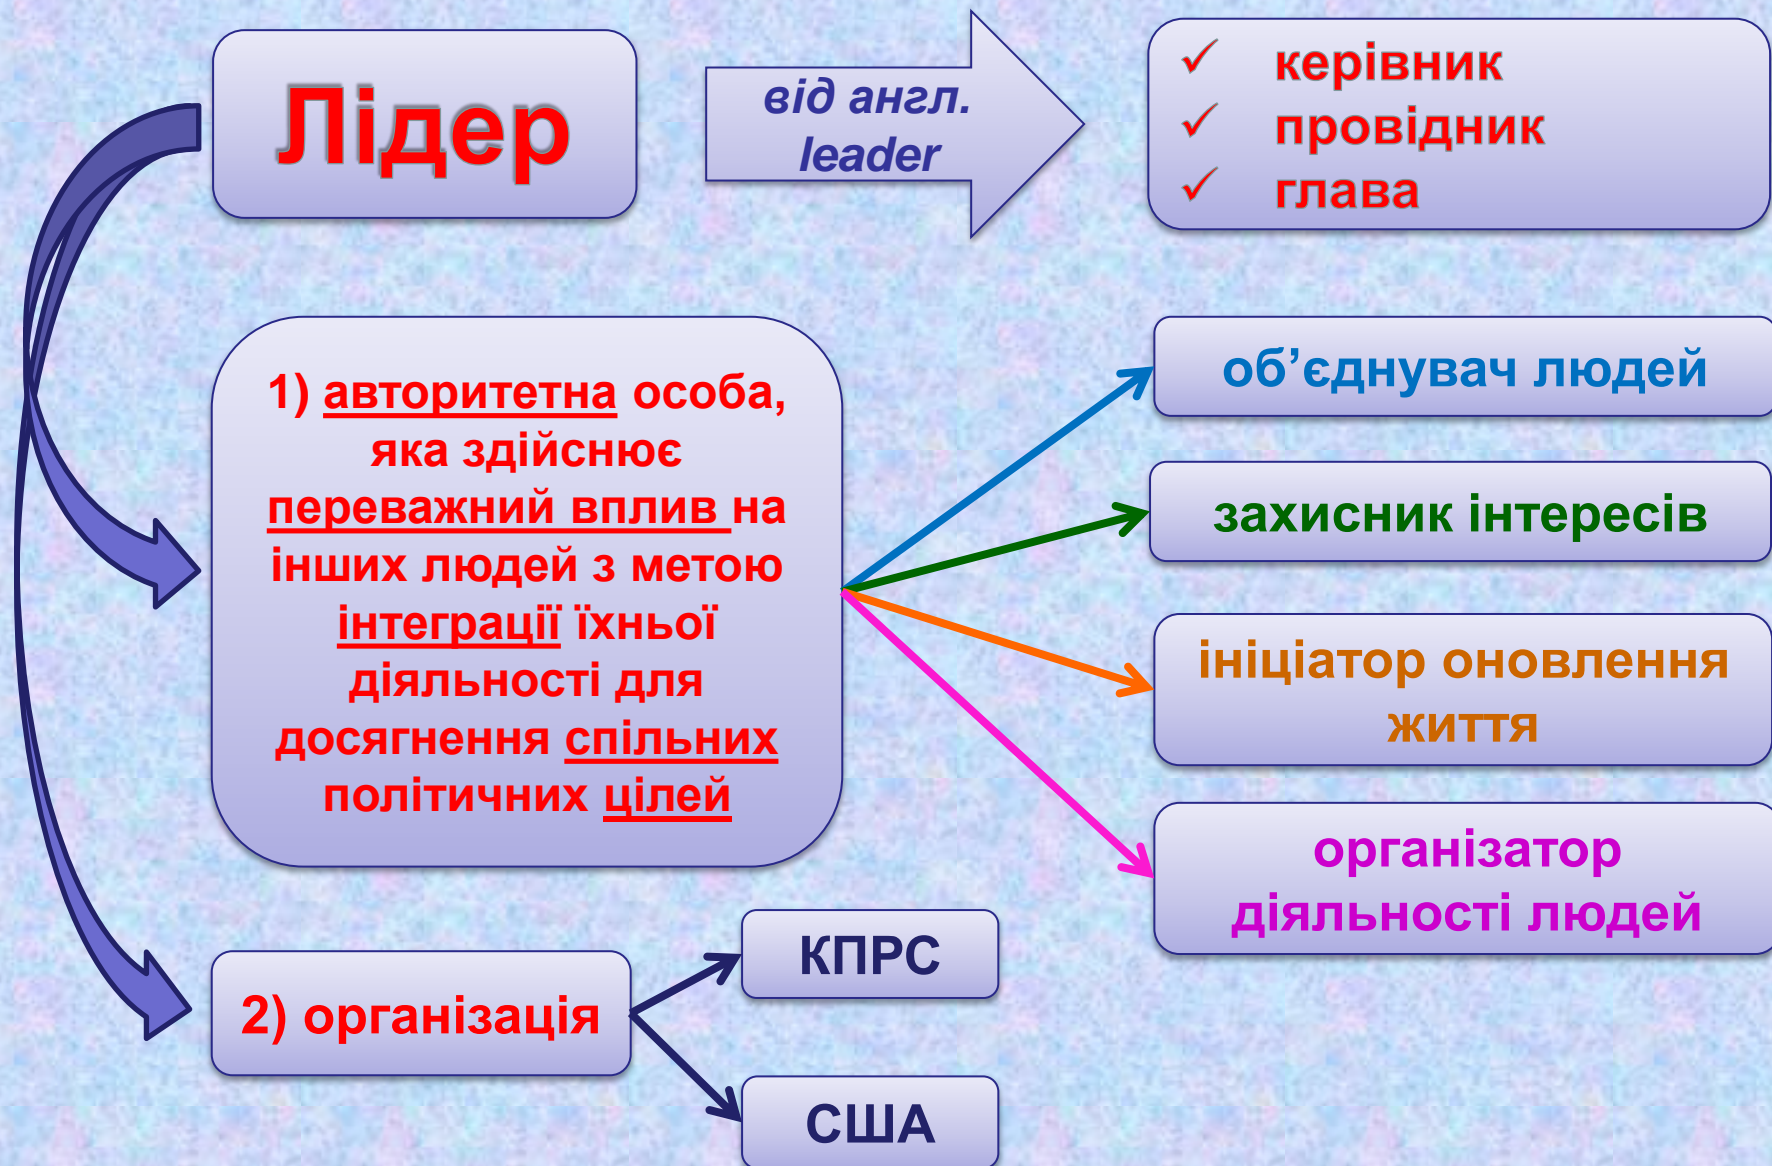 Лідер
від англ.
leader
✓ керівник
✓ провідник
✓ глава
1) авторитетна особа,
яка здійснює
переважний вплив на
інших людей з метою
інтеграції їхньої
діяльності для
досягнення спільних
політичних цілей
об’єднувач людей
захисник інтересів
ініціатор оновлення
життя
організатор
діяльності людей
2) організація
КПРС
США